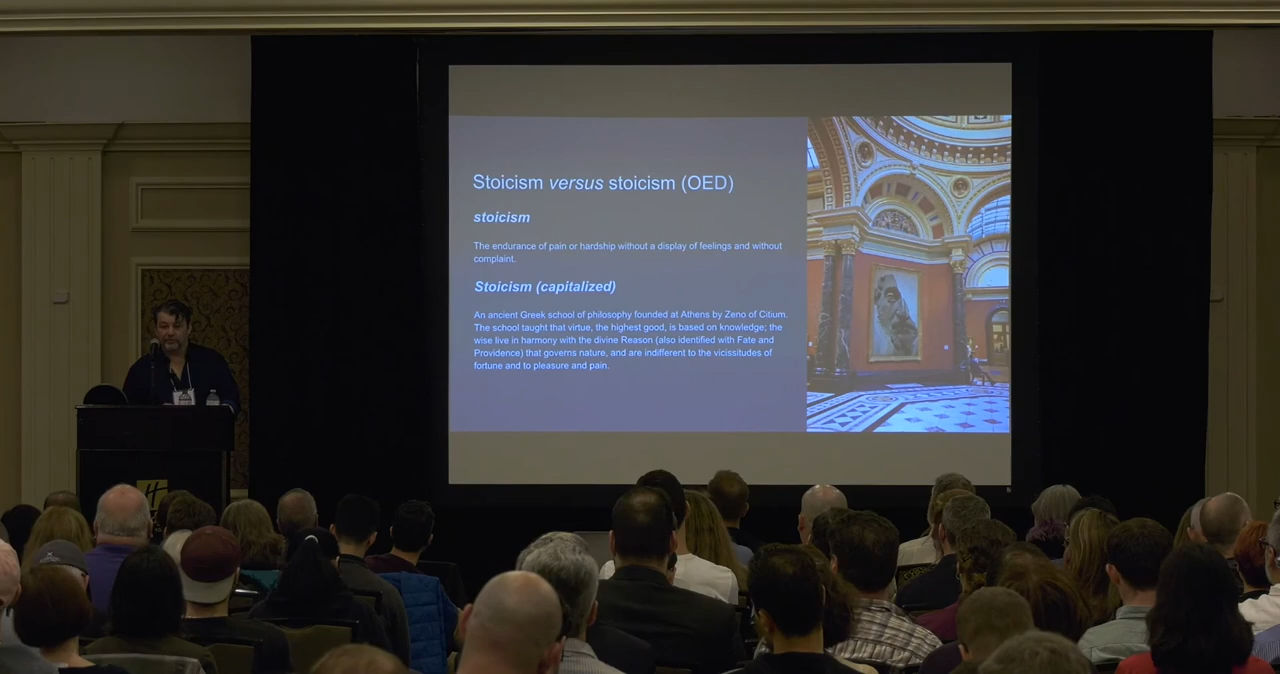 Stoicism versus stoicism (OED)
stoicism
The endurance of pain or hardship without a display of feelings and without
complaint.
Stoicism (capitalized)
An ancient Greek school of philosophy founded at Athens by Zeno of Citium.
The school taught that virtue, the highest good, is based on knowledge; the
wise live in harmony with the divine Reason (also identified with Fate and
Providence) that governs nature, and are indifferent to the vicissitudes of
fortune and to pleasure and pain.